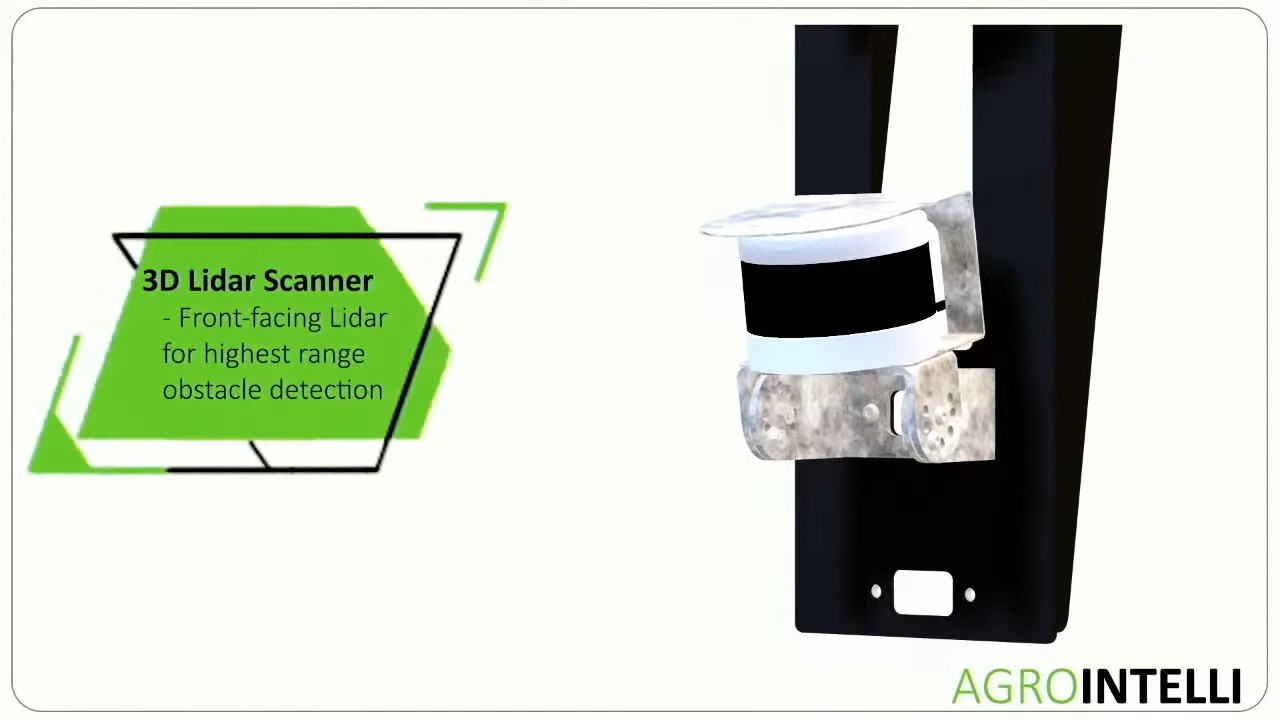 3D Lidar Scanner
- Front-facing Lidar
for highest range
obstacle detection
AGROINTELLI